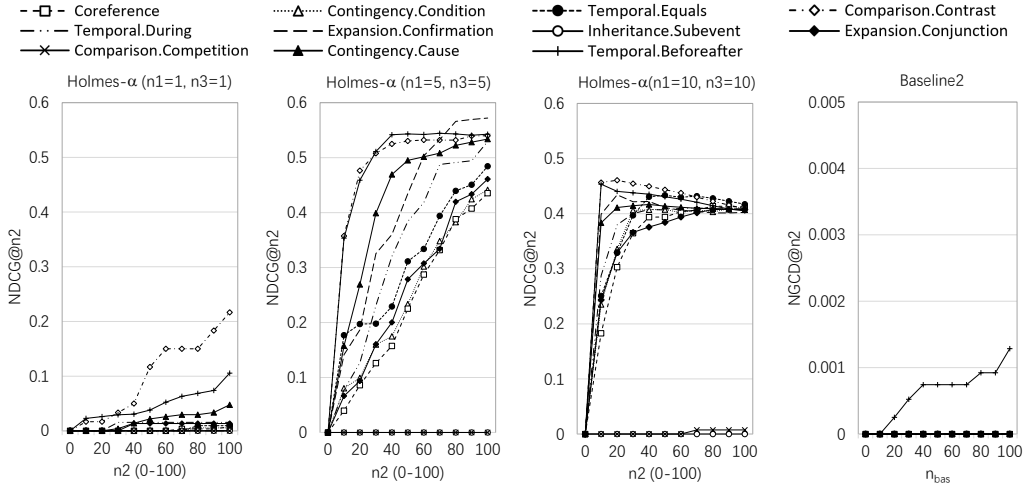 Coreference
Contingency.Condition
Temporal.Equals
Comparison.Contrast
Temporal.During
Expansion.Confirmation
Inheritance.Subevent
Expansion.Conjunction
Comparison.Competition
Contingency.Cause
Temporal.Beforeafter
Holmes-α (n1=1, n3=1)
0.6
0.5
0.4
0.3
0.2
0.1
0
NDCG@n2
0 20 40 60 80 100
n2 (0-100)
Holmes-α (n1=5, n3=5)
0.6
0.5
0.4
0.3
0.2
0.1
0
NDCG@n2
0 20 40 60 80 100
n2 (0-100)
Holmes-α(n1=10, n3=10)
0.6
0.5
0.4
0.3
0.2
0.1
0
NDCG@n2
0 20 40 60 80 100
n2 (0-100)
Baseline2
0.005
0.004
0.003
0.002
0.001
0
NGCD@n2
0 20 40 60 80 100
n_bas